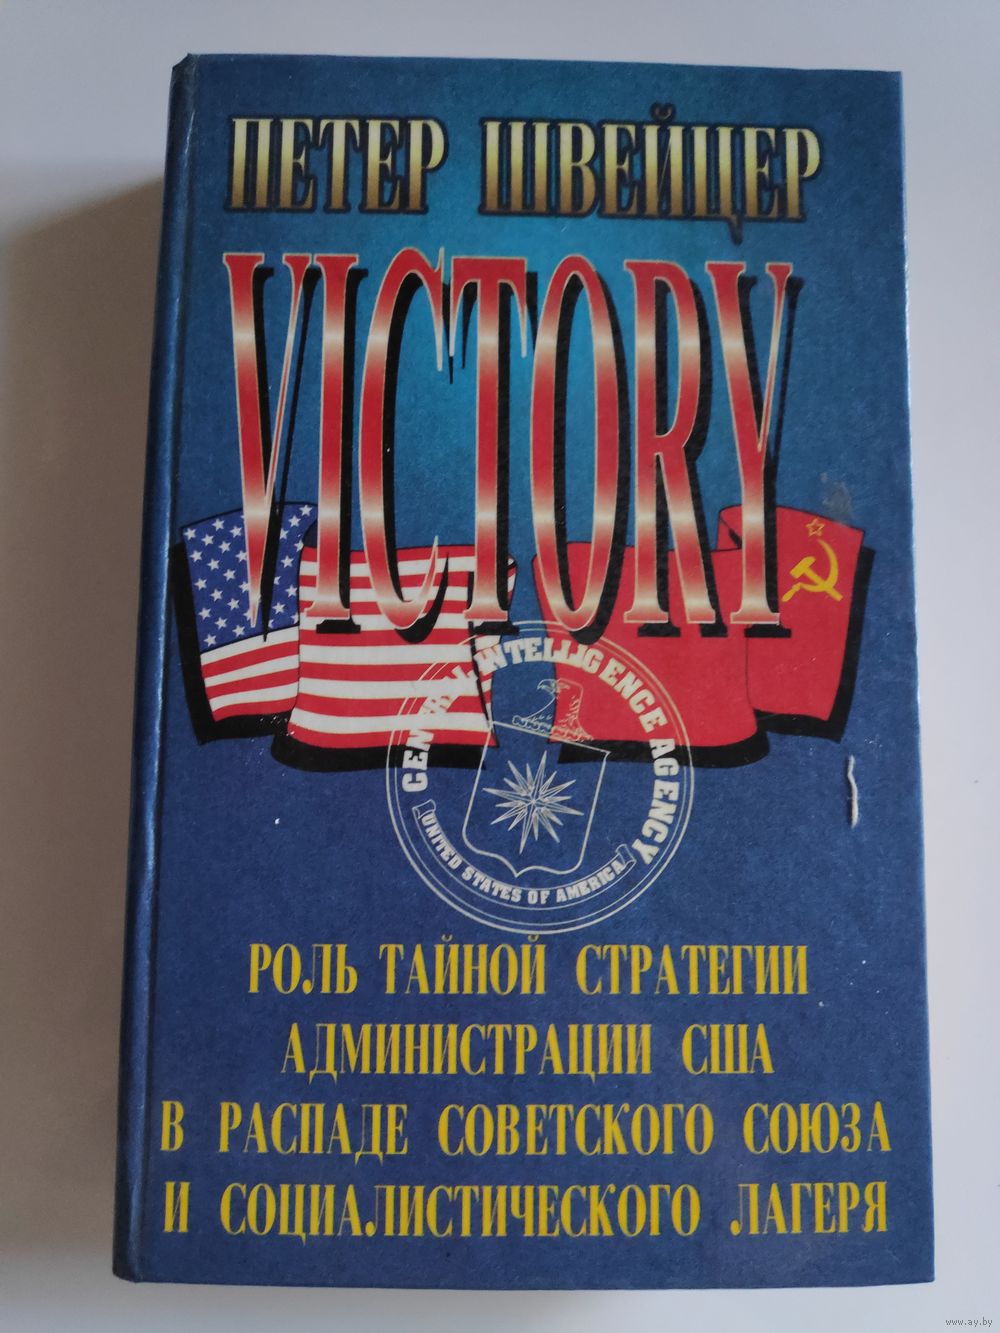 ПЕТЕР ШВЕЙЦЕР
VICTORY
CENTRAL INTELLIGENCE AGENCY
UNITED STATES OF AMERICA
РОЛЬ ТАЙНОЙ СТРАТЕГИИ
АДМИНИСТРАЦИИ США
В РАСПАДЕ СОВЕТСКОГО СОЮЗА
И СОЦИАЛИСТИЧЕСКОГО ЛАГЕРЯ
www.ay.by